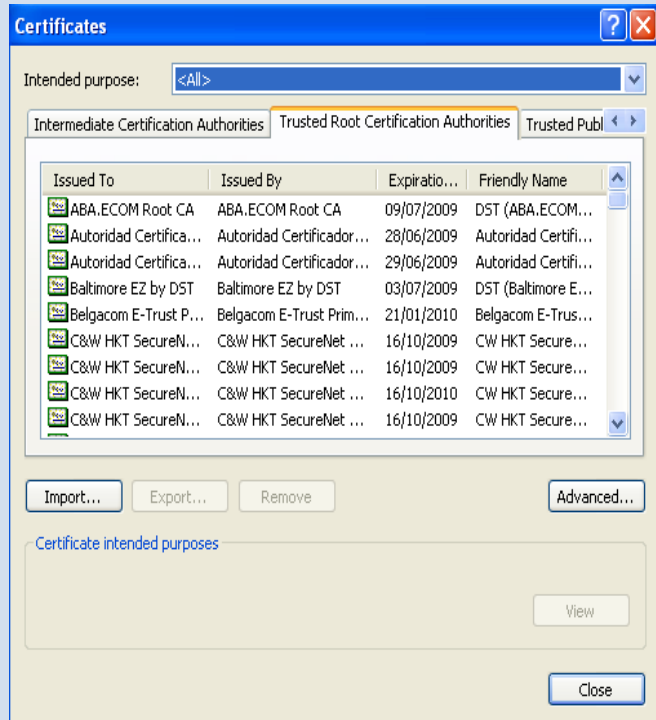 Certificates
Intended purpose: <All>
Intermediate Certification Authorities Trusted Root Certification Authorities Trusted Publ
Issued To Issued By Expiratio... Friendly Name
ABA.ECOM Root CA ABA.ECOM Root CA 09/07/2009 DST (ABA.ECOM...
Autoridad Certifica... Autoridad Certificador... 28/06/2009 Autoridad Certifi...
Autoridad Certifica... Autoridad Certificador... 29/06/2009 Autoridad Certifi...
Baltimore EZ by DST Baltimore EZ by DST 03/07/2009 DST (Baltimore E...
Belgacom E-Trust P... Belgacom E-Trust Prim... 21/01/2010 Belgacom E-Trus...
C&W HKT SecureN... C&W HKT SecureNet ... 16/10/2009 CW HKT Secure...
C&W HKT SecureN... C&W HKT SecureNet ... 16/10/2009 CW HKT Secure...
C&W HKT SecureN... C&W HKT SecureNet ... 16/10/2010 CW HKT Secure...
C&W HKT SecureN... C&W HKT SecureNet ... 16/10/2009 CW HKT Secure...
Import... Export... Remove Advanced...
Certificate intended purposes
View
Close